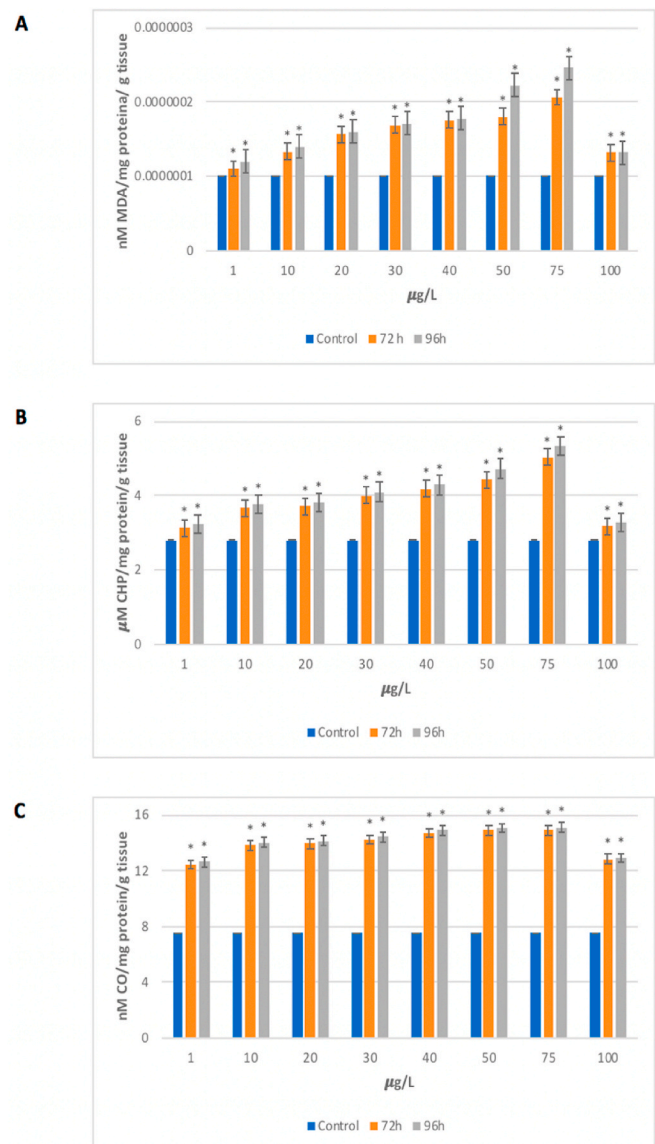 A
0.0000003
0.0000002
0.0000001
0
nM MDA/mg proteina/ g tissue
* * * * * * * * * * * * * * * *
1 10 20 30 40 50 75 100
µg/L
Control 72 h 96h
B
6
4
2
0
µM CHP/mg protein/g tissue
* * * * * * * * * * * * * * * *
1 10 20 30 40 50 75 100
µg/L
Control 72h 96h
C
16
12
8
4
0
nM CO/mg protein/g tissue
* * * * * * * * * * * * * * * *
1 10 20 30 40 50 75 100
µg/L
Control 72h 96h